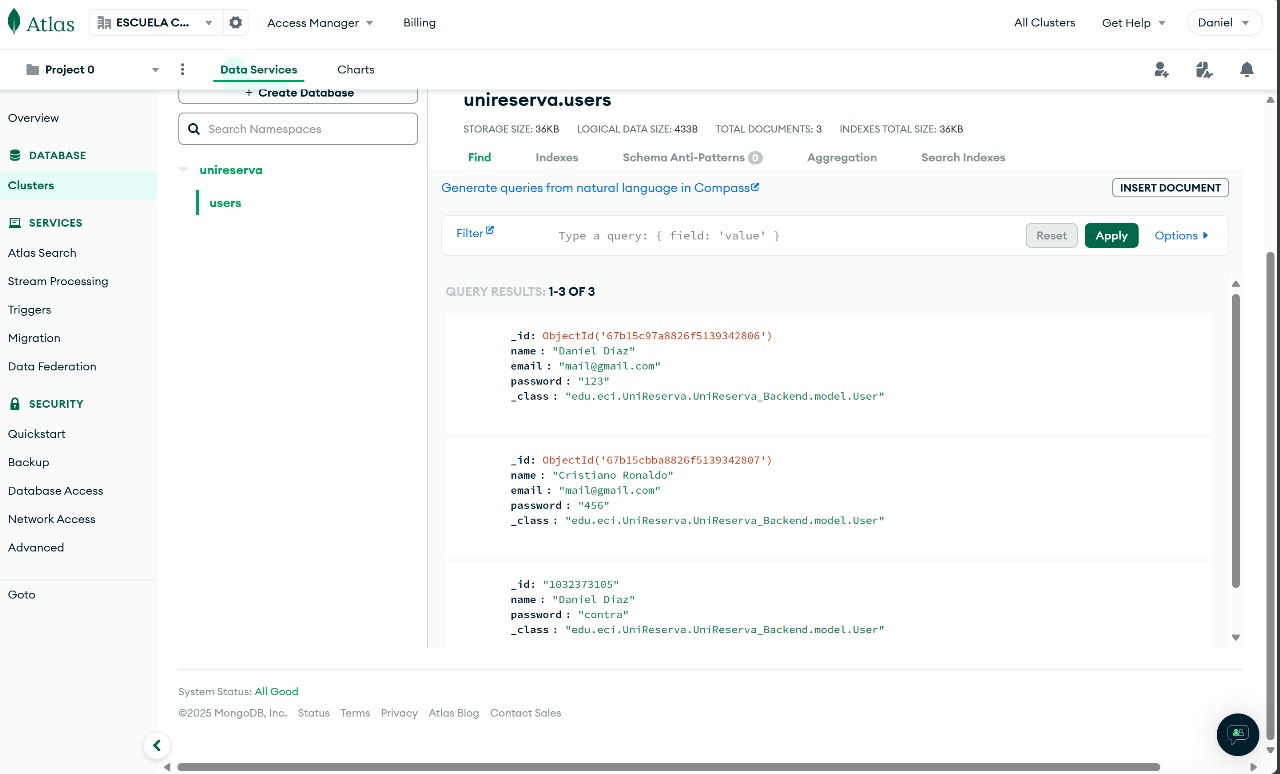 Atlas
ESCUELA C...
Access Manager
Billing
All Clusters
Get Help
Daniel
Project 0
Data Services
Charts
Overview
DATABASE
Clusters
SERVICES
Atlas Search
Stream Processing
Triggers
Migration
Data Federation
SECURITY
Quickstart
Backup
Database Access
Network Access
Advanced
Goto
+ Create Database
Search Namespaces
unireserva
users
unireserva.users
STORAGE SIZE: 36KB LOGICAL DATA SIZE: 433B TOTAL DOCUMENTS: 3 INDEXES TOTAL SIZE: 36KB
Find Indexes Schema Anti-Patterns 0 Aggregation Search Indexes
Generate queries from natural language in Compass
INSERT DOCUMENT
Filter
Type a query: { field: 'value' }
Reset
Apply
Options
QUERY RESULTS: 1-3 OF 3
_id: ObjectId('67b15c97a8826f5139342806')
name : "Daniel Diaz"
email : "mail@gmail.com"
password : "123"
_class : "edu.eci.UniReserva.UniReserva_Backend.model.User"
_id: ObjectId('67b15cbba8826f5139342807')
name : "Cristiano Ronaldo"
email : "mail@gmail.com"
password : "456"
_class : "edu.eci.UniReserva.UniReserva_Backend.model.User"
_id: "1032373105"
name : "Daniel Diaz"
password : "contra"
_class : "edu.eci.UniReserva.UniReserva_Backend.model.User"
System Status: All Good
©2025 MongoDB, Inc. Status Terms Privacy Atlas Blog Contact Sales